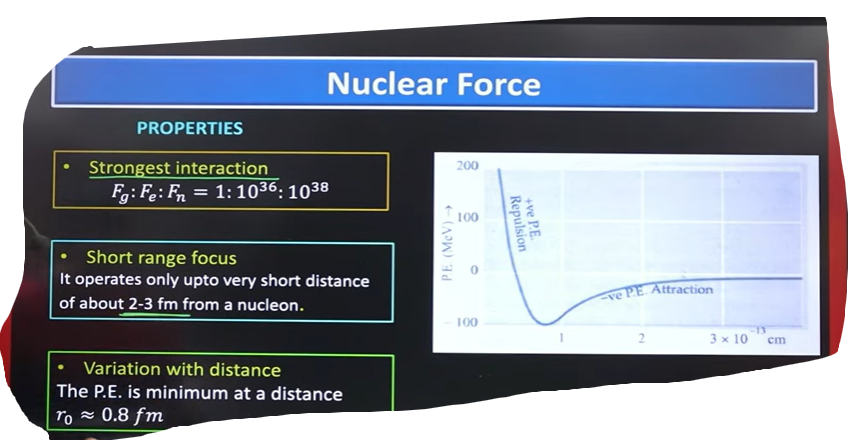 Nuclear Force
PROPERTIES
• Strongest interaction
F_g: F_e: F_n = 1: 10^36: 10^38
• Short range focus
It operates only upto very short distance
of about 2-3 fm from a nucleon.
• Variation with distance
The P.E. is minimum at a distance
r_0 ≈ 0.8 fm
200
100
0
– 100
P.E. (MeV) →
+ve P.E.
Repulsion
–ve P.E. Attraction
1 2 3 × 10^–13 cm